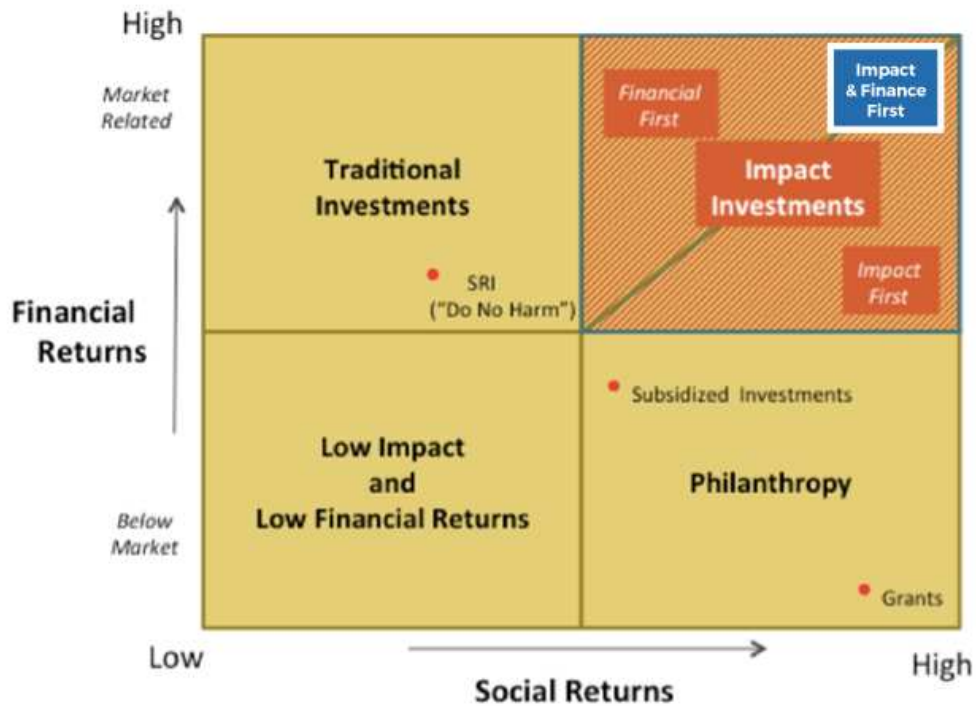 High
Market
Related
Financial
Returns
Below
Market
Low
Traditional
Investments
SRI
("Do No Harm")
Financial
First
Impact
& Finance
First
Impact
Investments
Impact
First
Low Impact
and
Low Financial Returns
Subsidized Investments
Philanthropy
Grants
High
Social Returns